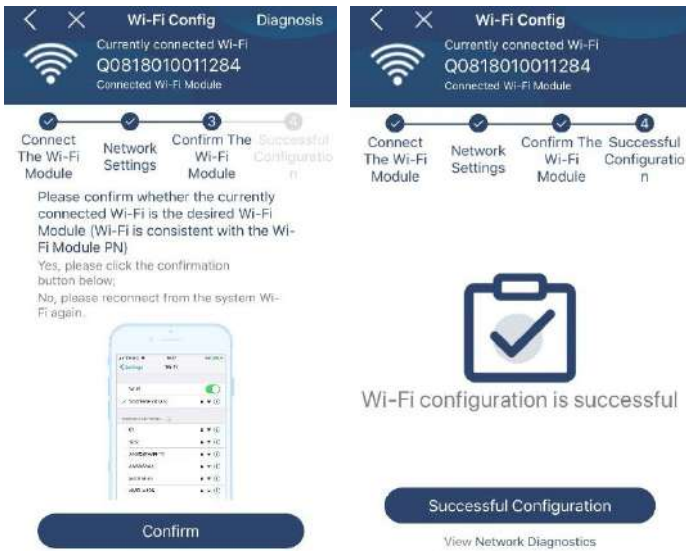 Wi-Fi Config Diagnosis
Currently connected Wi-Fi
Q0818010011284
Connected Wi-Fi Module
3
4
Connect
The Wi-Fi
Module
Network
Settings
Confirm The
Wi-Fi
Module
Successful
Configuratio
n
Please confirm whether the currently
connected Wi-Fi is the desired Wi-
Fi Module (Wi-Fi is consistent with the Wi-
Fi Module PN)
Yes, please click the confirmation
button below;
No, please reconnect from the system Wi-
Fi again.
Confirm
Wi-Fi Config
Currently connected Wi-Fi
Q0818010011284
Connected Wi-Fi Module
4
Connect
The Wi-Fi
Module
Network
Settings
Confirm The
Wi-Fi
Module
Successful
Configuratio
n
Wi-Fi configuration is successful
Successful Configuration
View Network Diagnostics